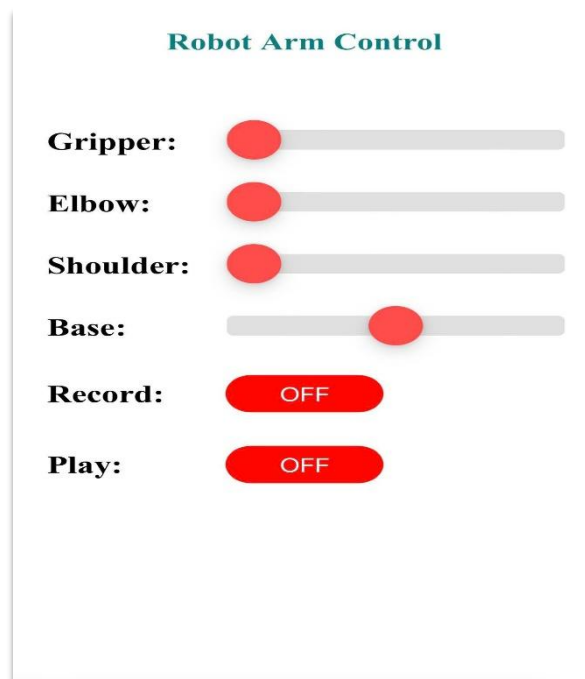 Robot Arm Control
Gripper:
Elbow:
Shoulder:
Base:
Record: OFF
Play: OFF